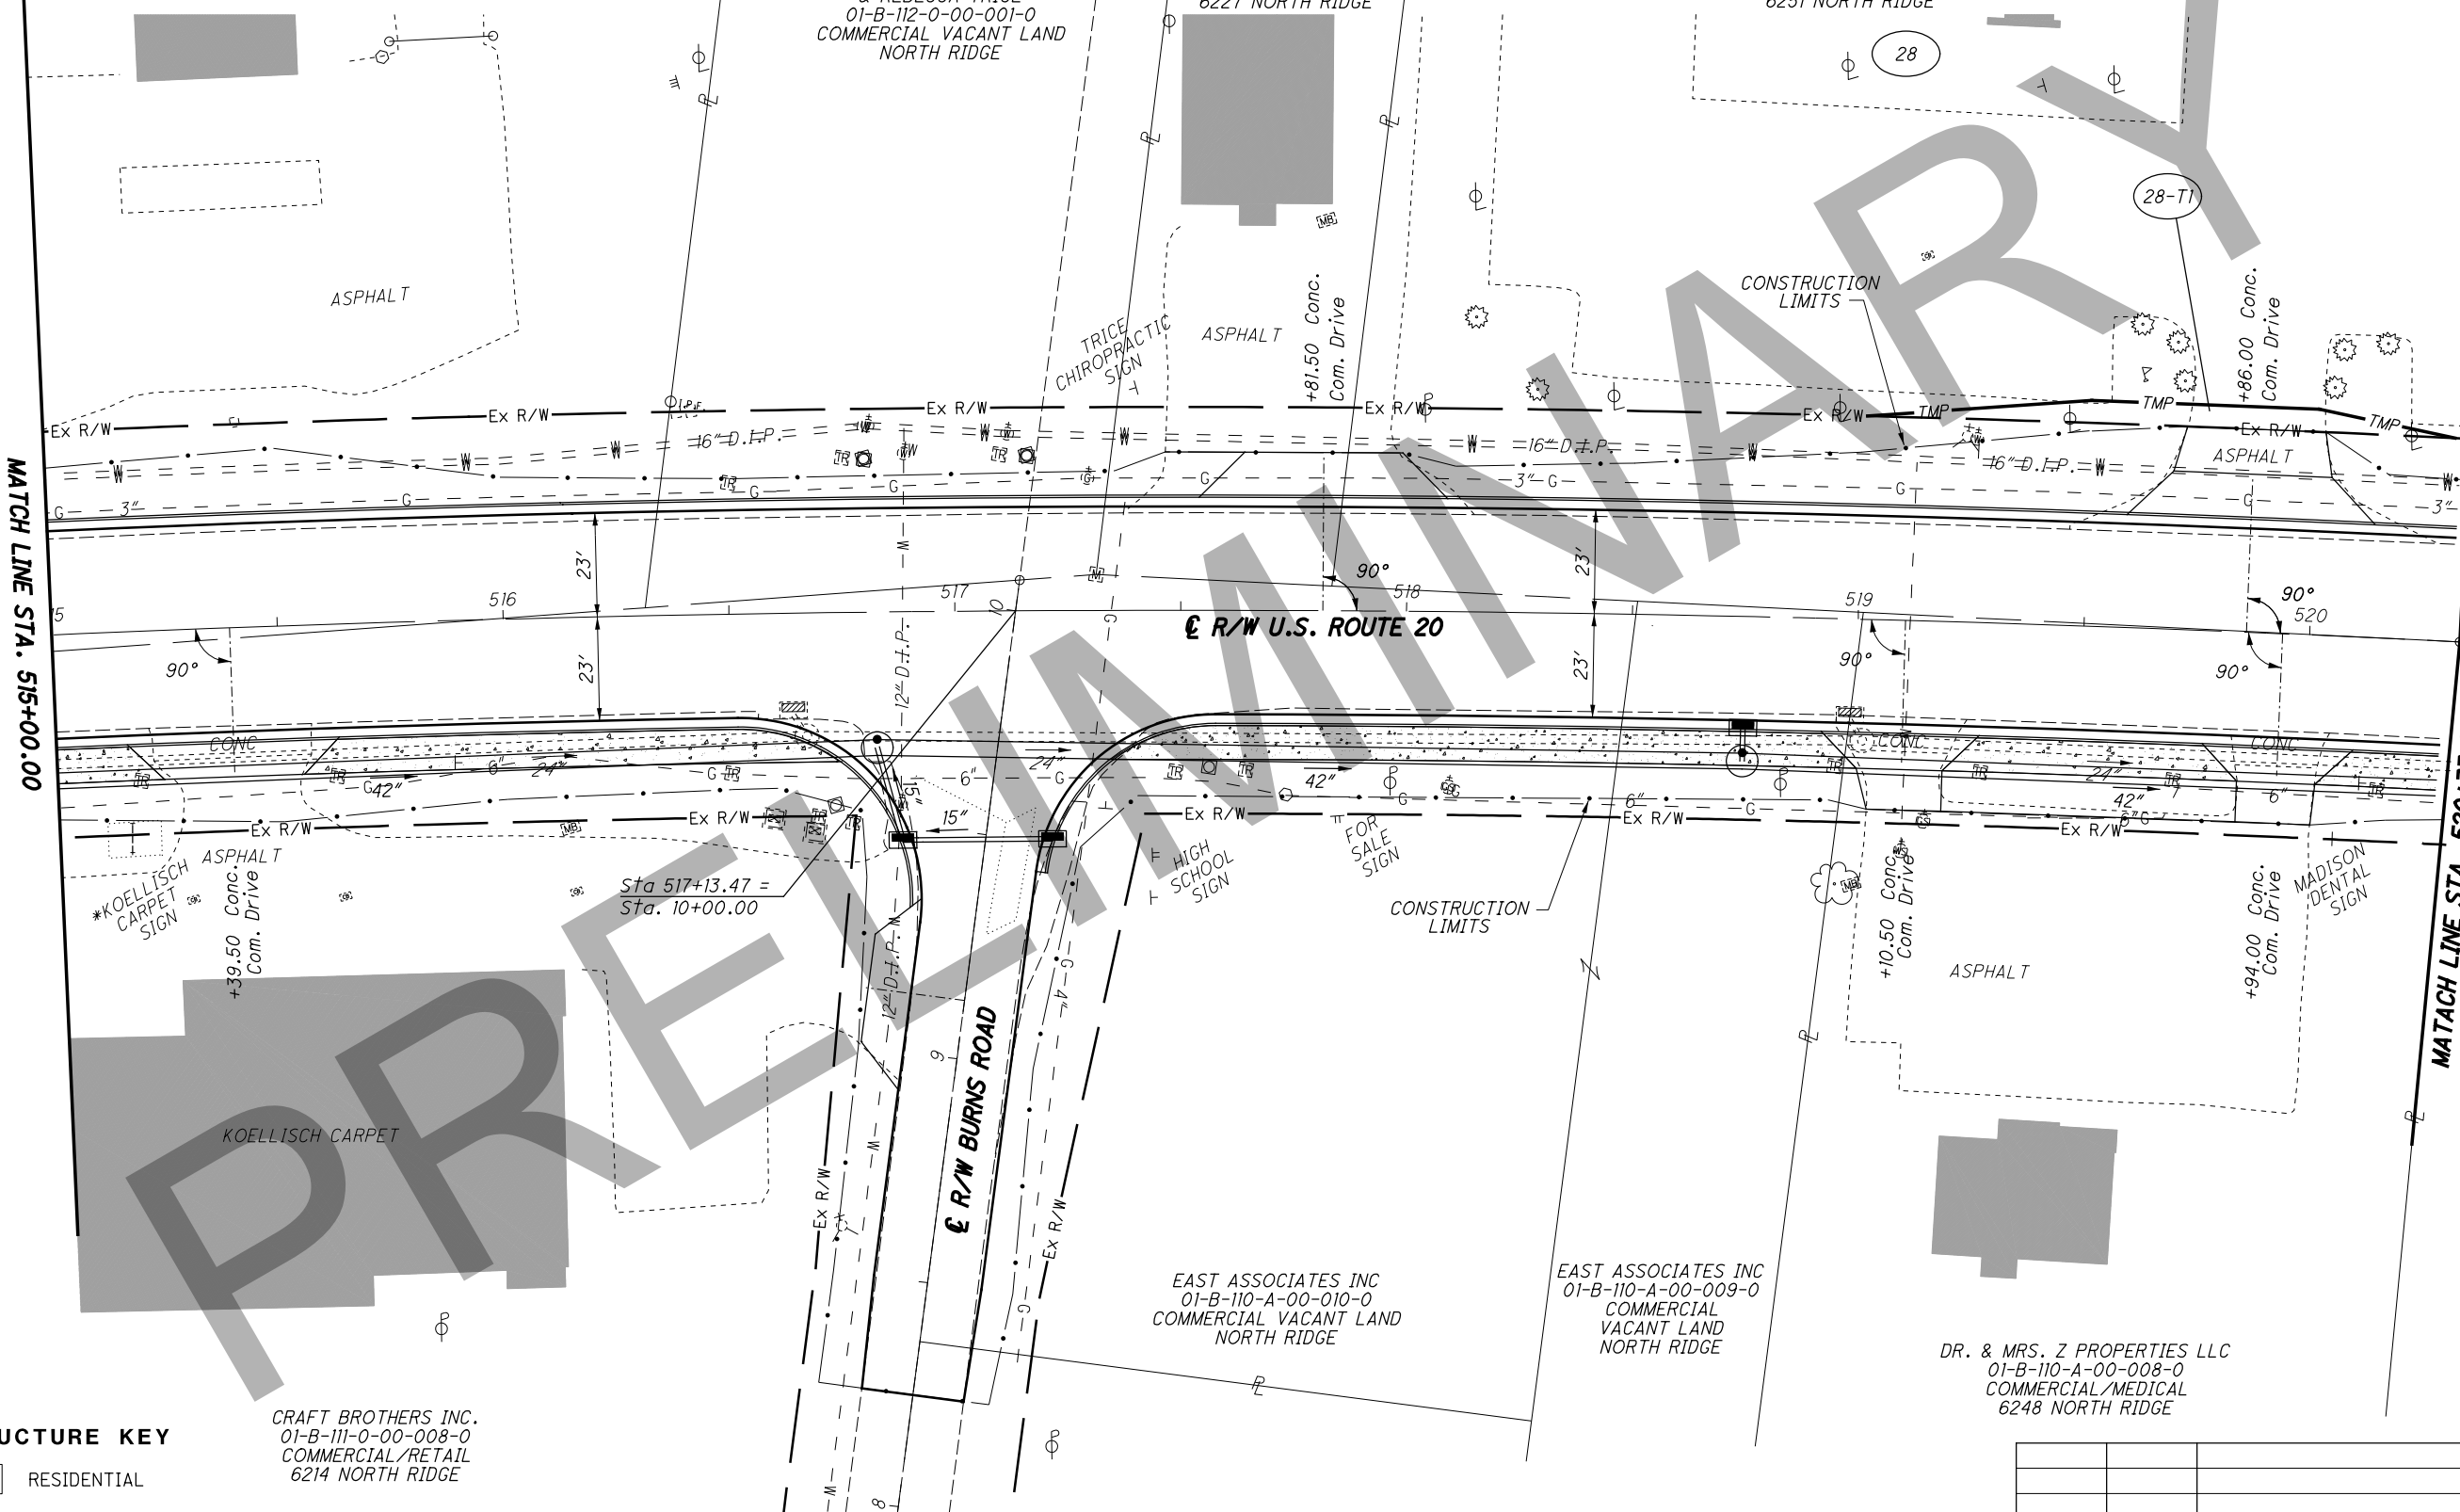 01-B-112-0-00-001-0
COMMERCIAL VACANT LAND
NORTH RIDGE
6227 NORTH RIDGE
6251 NORTH RIDGE
28
28-T1
PRELIMINARY
ASPHALT
TRICE
CHIROPRACTIC
SIGN
ASPHALT
+81.50 Conc.
Com. Drive
CONSTRUCTION
LIMITS
+86.00 Conc.
Com. Drive
Ex R/W
I.P.F.
Ex R/W
Ex R/W
Ex R/W
Ex R/W
TMP
TMP
Ex R/W
TMP
16" D.I.P.
16" D.I.P.
16" D.I.P.
ASPHALT
3"
3"
3"
MATCH LINE STA. 515+00.00
23'
23'
90°
516
517
10
518
519
520
90°
90°
℄ R/W U.S. ROUTE 20
23'
23'
90°
90°
12" D.I.P.
CONC
CONC
CONC
6"
24"
42"
15"
15"
6"
24"
42"
6"
24"
42"
6"
6"
Ex R/W
Ex R/W
Ex R/W
Ex R/W
Ex R/W
ASPHALT
*KOELLISCH
CARPET
SIGN
+39.50 Conc.
Com. Drive
Sta 517+13.47 =
Sta. 10+00.00
HIGH
SCHOOL
SIGN
FOR
SALE
SIGN
CONSTRUCTION
LIMITS
+10.50 Conc.
Com. Drive
ASPHALT
+94.00 Conc.
Com. Drive
MADISON
DENTAL
SIGN
MATACH LINE STA.
12" D.I.P.
4"
9
℄ R/W BURNS ROAD
KOELLISCH CARPET
Ex R/W
Ex R/W
8
EAST ASSOCIATES INC
01-B-110-A-00-010-0
COMMERCIAL VACANT LAND
NORTH RIDGE
EAST ASSOCIATES INC
01-B-110-A-00-009-0
COMMERCIAL
VACANT LAND
NORTH RIDGE
DR. & MRS. Z PROPERTIES LLC
01-B-110-A-00-008-0
COMMERCIAL/MEDICAL
6248 NORTH RIDGE
CRAFT BROTHERS INC.
01-B-111-0-00-008-0
COMMERCIAL/RETAIL
6214 NORTH RIDGE
UCTURE KEY
RESIDENTIAL